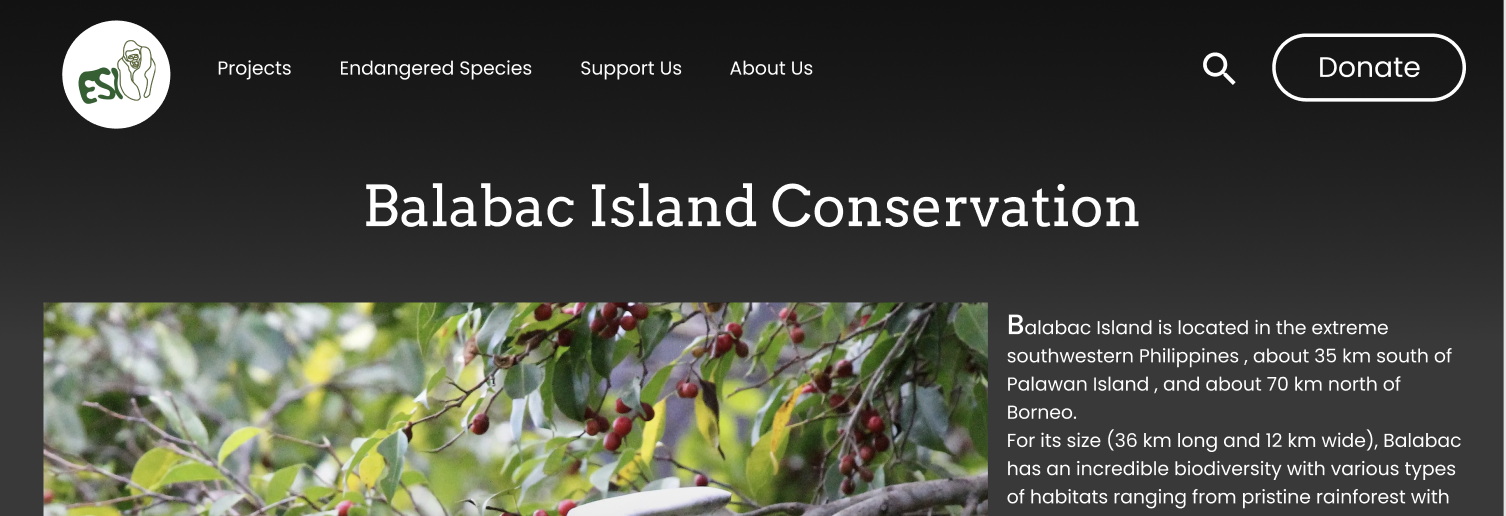 ESI
Projects
Endangered Species
Support Us
About Us
Donate
Balabac Island Conservation
Balabac Island is located in the extreme
southwestern Philippines , about 35 km south of
Palawan Island , and about 70 km north of
Borneo.
For its size (36 km long and 12 km wide), Balabac
has an incredible biodiversity with various types
of habitats ranging from pristine rainforest with